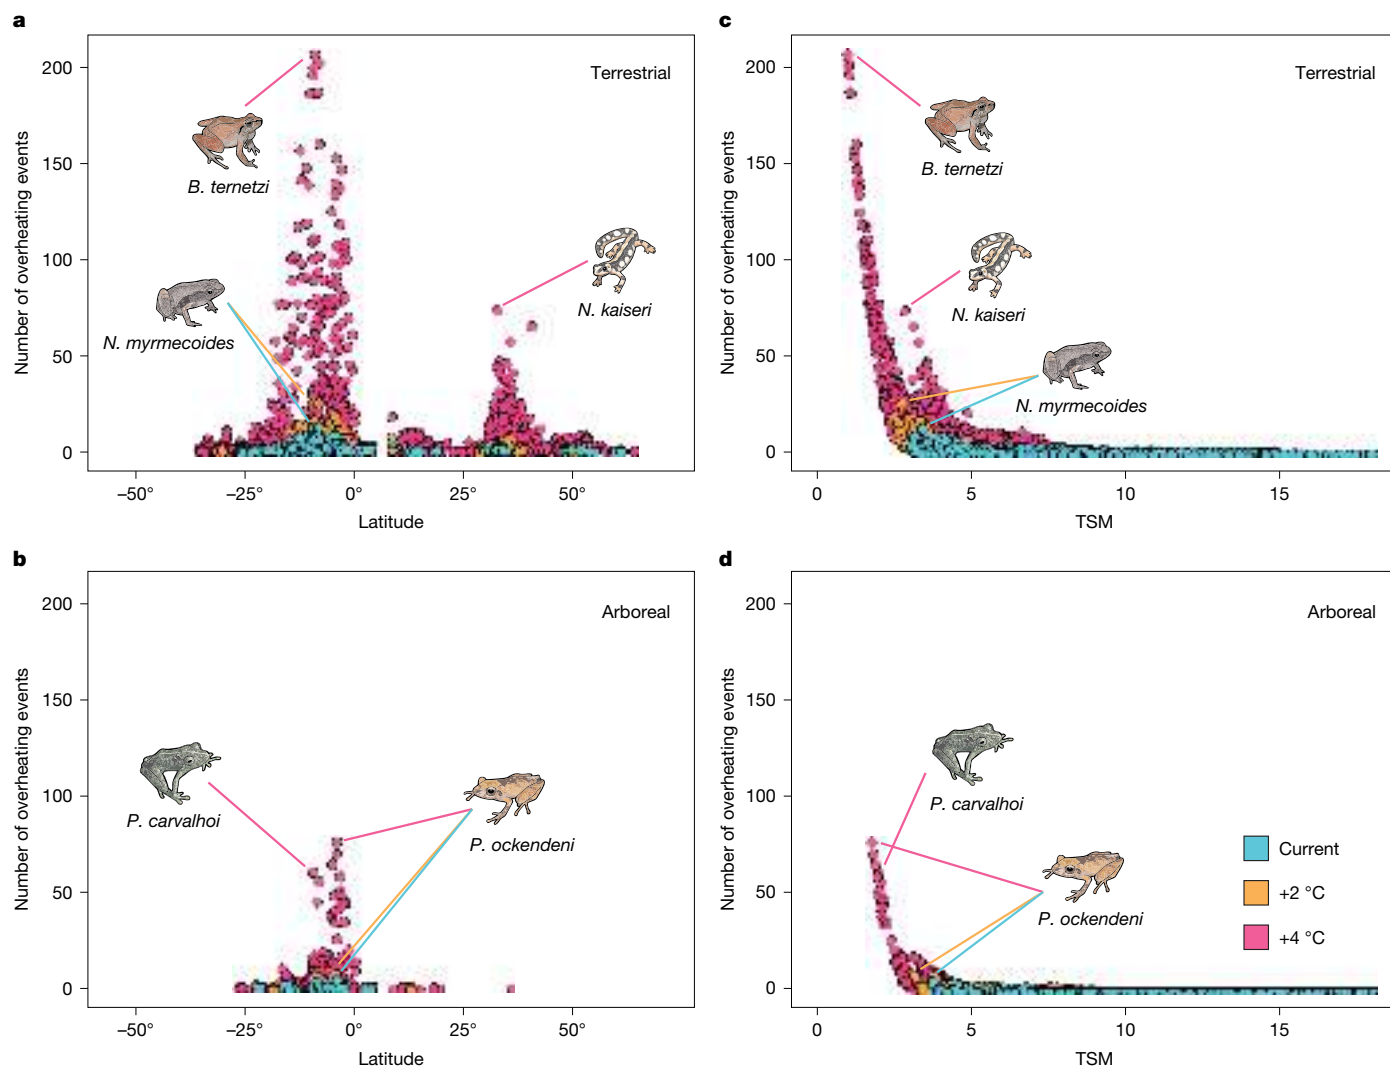 a
Number of overheating events
200
150
100
50
0
Terrestrial
B. ternetzi
N. kaiseri
N. myrmecoides
−50°
−25°
0°
25°
50°
Latitude
c
Number of overheating events
200
150
100
50
0
Terrestrial
B. ternetzi
N. kaiseri
N. myrmecoides
0
5
10
15
TSM
b
Number of overheating events
200
150
100
50
0
Arboreal
P. carvalhoi
P. ockendeni
−50°
−25°
0°
25°
50°
Latitude
d
Number of overheating events
200
150
100
50
0
Arboreal
P. carvalhoi
P. ockendeni
Current
+2 °C
+4 °C
0
5
10
15
TSM